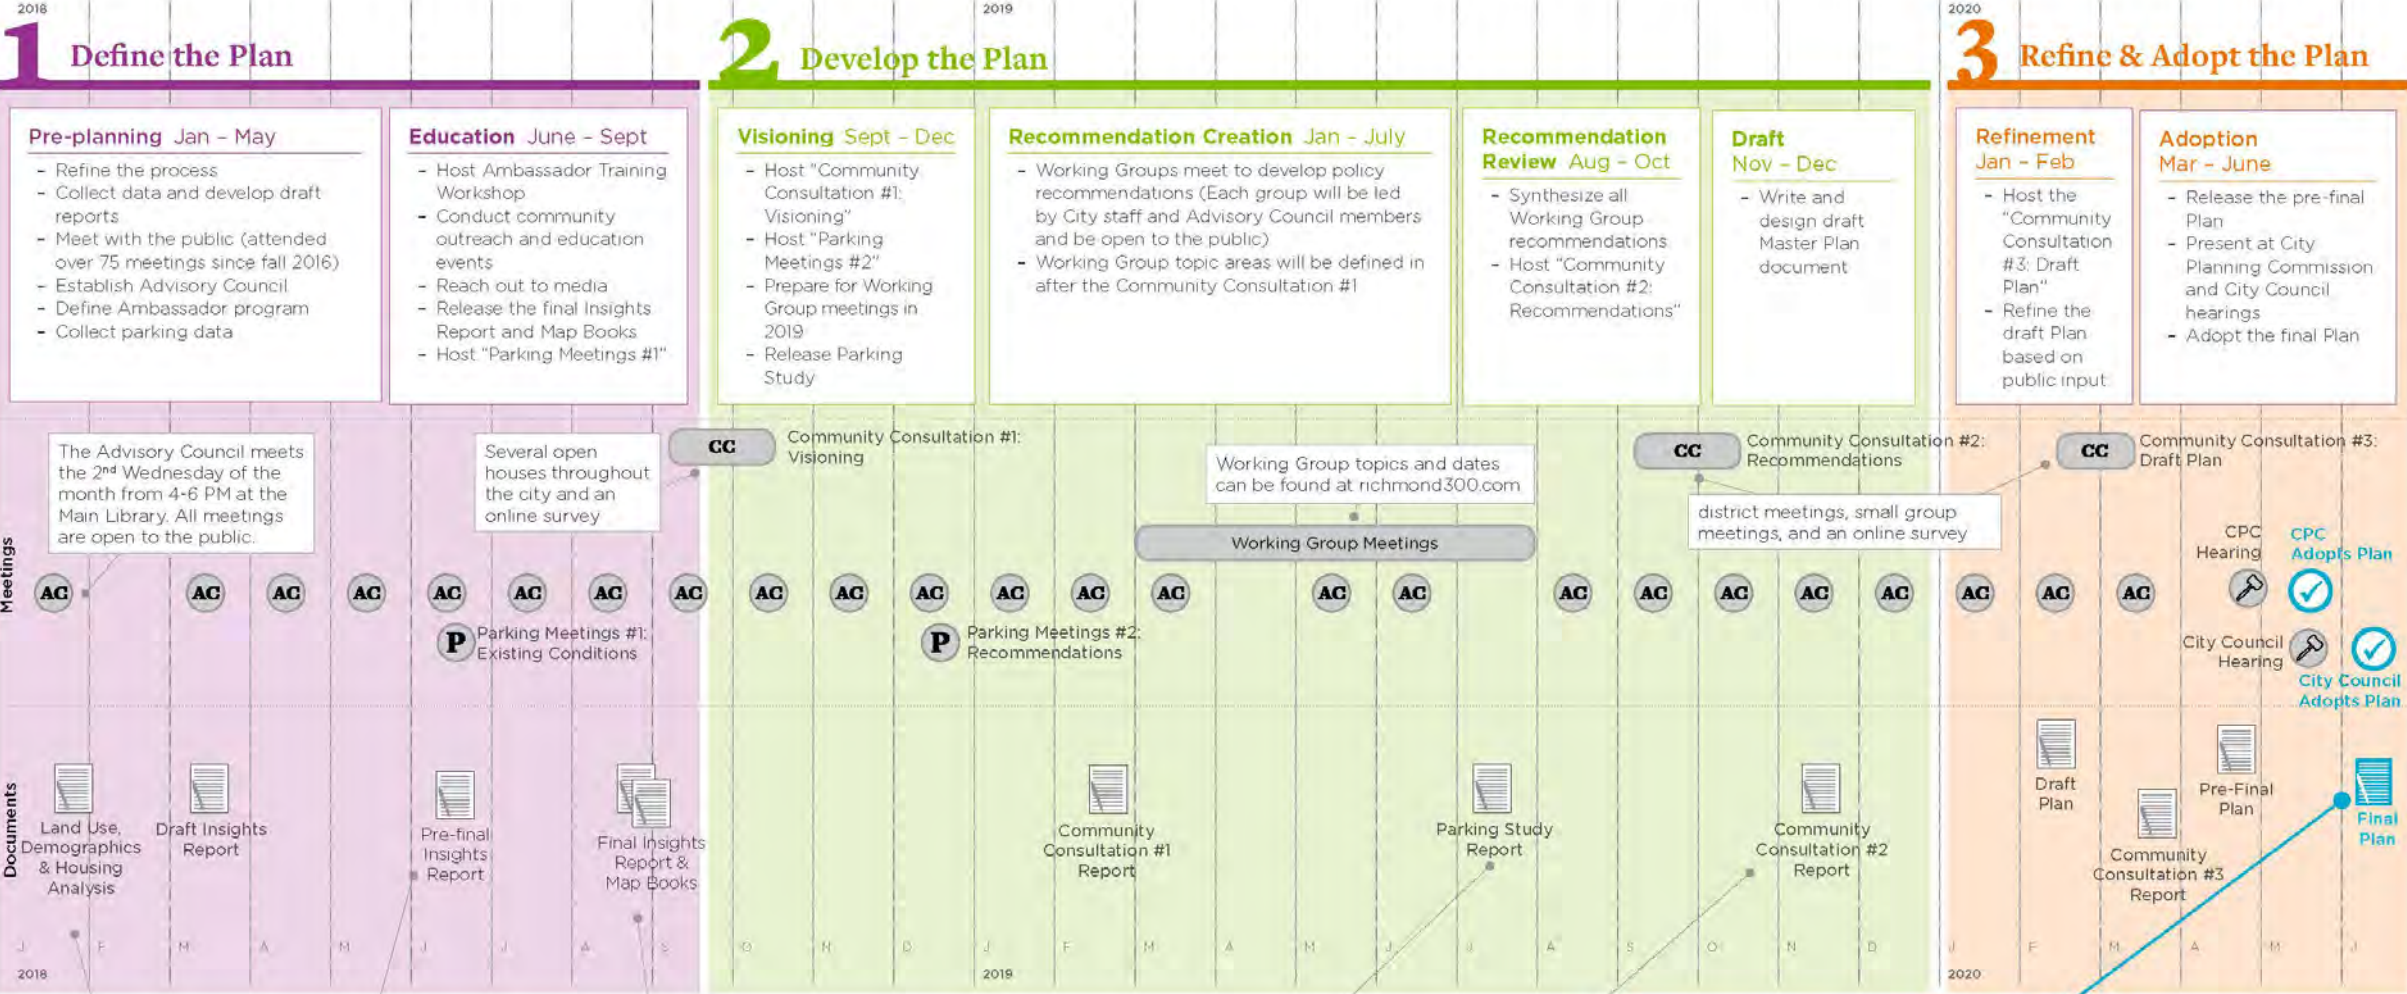 2018
2019
2020
1 Define the Plan
2 Develop the Plan
3 Refine & Adopt the Plan
Pre-planning Jan – May
- Refine the process
- Collect data and develop draft
reports
- Meet with the public (attended
over 75 meetings since fall 2016)
- Establish Advisory Council
- Define Ambassador program
- Collect parking data
Education June – Sept
- Host Ambassador Training
Workshop
- Conduct community
outreach and education
events
- Reach out to media
- Release the final Insights
Report and Map Books
- Host "Parking Meetings #1"
Visioning Sept – Dec
- Host "Community
Consultation #1:
Visioning"
- Host "Parking
Meetings #2"
- Prepare for Working
Group meetings in
2019
- Release Parking
Study
Recommendation Creation Jan – July
- Working Groups meet to develop policy
recommendations (Each group will be led
by City staff and Advisory Council members
and be open to the public)
- Working Group topic areas will be defined in
after the Community Consultation #1
Recommendation
Review Aug – Oct
- Synthesize all
Working Group
recommendations
- Host "Community
Consultation #2:
Recommendations"
Draft
Nov – Dec
- Write and
design draft
Master Plan
document
Refinement
Jan – Feb
- Host the
"Community
Consultation
#3: Draft
Plan"
- Refine the
draft Plan
based on
public input
Adoption
Mar – June
- Release the pre-final
Plan
- Present at City
Planning Commission
and City Council
hearings
- Adopt the final Plan
Meetings
The Advisory Council meets
the 2nd Wednesday of the
month from 4-6 PM at the
Main Library. All meetings
are open to the public.
Several open
houses throughout
the city and an
online survey
CC
Community Consultation #1:
Visioning
Working Group topics and dates
can be found at richmond300.com
Working Group Meetings
CC
Community Consultation #2:
Recommendations
CC
Community Consultation #3:
Draft Plan
district meetings, small group
meetings, and an online survey
CPC
Hearing
CPC
Adopts Plan
AC AC AC AC AC AC AC AC AC AC AC AC AC AC AC AC AC AC AC AC AC AC AC AC
P
Parking Meetings #1:
Existing Conditions
P
Parking Meetings #2:
Recommendations
City Council
Hearing
City Council
Adopts Plan
Documents
Land Use,
Demographics
& Housing
Analysis
Draft Insights
Report
Pre-final
Insights
Report
Final Insights
Report &
Map Books
Community
Consultation #1
Report
Parking Study
Report
Community
Consultation #2
Report
Draft
Plan
Community
Consultation #3
Report
Pre-Final
Plan
Final
Plan
J F M A M J J A S O N D J F M A M J J A S O N D J F M A M J
2018
2019
2020